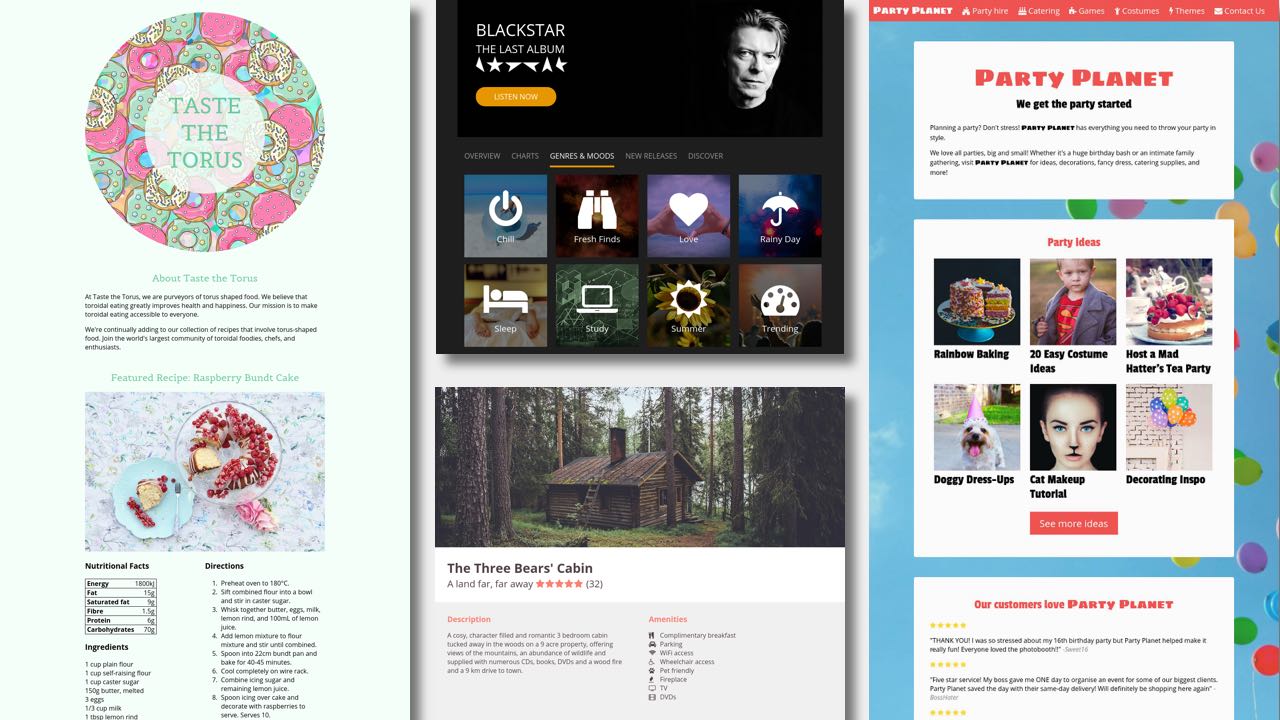 TASTE
THE
TORUS
About Taste the Torus
At Taste the Torus, we are purveyors of torus shaped food. We believe that
toroidal eating greatly improves health and happiness. Our mission is to make
toroidal eating accessible to everyone.
We're continually adding to our collection of recipes that involve torus-shaped
food. Join the world's largest community of toroidal foodies, chefs, and
enthusiasts.
Featured Recipe: Raspberry Bundt Cake
Nutritional Facts
Energy 1800kJ
Fat 15g
Saturated fat 9g
Fibre 1.5g
Protein 6g
Carbohydrates 70g
Ingredients
1 cup plain flour
1 cup self-raising flour
1 cup caster sugar
150g butter, melted
3 eggs
1/3 cup milk
1 tbsp lemon rind
Directions
1. Preheat oven to 180°C.
2. Sift combined flour into a bowl
and stir in caster sugar.
3. Whisk together butter, eggs, milk,
lemon rind, and 100mL of lemon
juice.
4. Add lemon mixture to flour
mixture and stir until combined.
5. Spoon into 22cm bundt pan and
bake for 40-45 minutes.
6. Cool completely on wire rack.
7. Combine icing sugar and
remaining lemon juice.
8. Spoon icing over cake and
decorate with raspberries to
serve. Serves 10.
BLACKSTAR
THE LAST ALBUM
LISTEN NOW
OVERVIEW CHARTS GENRES & MOODS NEW RELEASES DISCOVER
Chill Fresh Finds Love Rainy Day
Sleep Study Summer Trending
The Three Bears' Cabin
A land far, far away ★★★★★ (32)
Description
A cosy, character filled and romantic 3 bedroom cabin
tucked away in the woods on a 9 acre property, offering
views of the mountains, an abundance of wildlife and
supplied with numerous CDs, books, DVDs and a wood fire
and a 9 km drive to town.
Amenities
Complimentary breakfast
Parking
WiFi access
Wheelchair access
Pet friendly
Fireplace
TV
DVDs
Party Planet Party hire Catering Games Costumes Themes Contact Us
Party Planet
We get the party started
Planning a party? Don't stress! Party Planet has everything you need to throw your party in
style.
We love all parties, big and small! Whether it's a huge birthday bash or an intimate family
gathering, visit Party Planet for ideas, decorations, fancy dress, catering supplies, and
more!
Party Ideas
Rainbow Baking
20 Easy Costume
Ideas
Host a Mad
Hatter's Tea Party
Doggy Dress-Ups
Cat Makeup
Tutorial
Decorating Inspo
See more ideas
Our customers love Party Planet
★★★★★
"THANK YOU! I was so stressed about my 16th birthday party but Party Planet helped make it
really fun! Everyone loved the photobooth!!" -Sweet16
★★★★★
"Five star service! My boss gave me ONE day to organise an event for some of our biggest clients.
Party Planet saved the day with their same-day delivery! Will definitely be shopping here again" -
BossHater
★★★★★